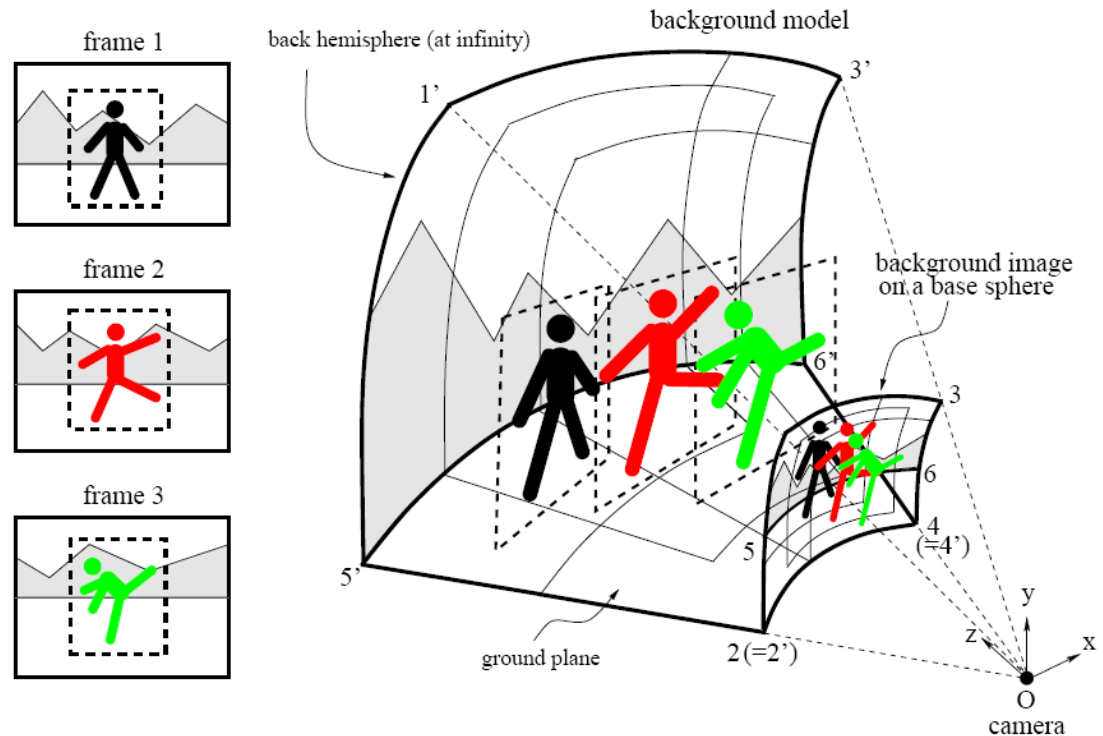 frame 1
frame 2
frame 3
background model
back hemisphere (at infinity)
1’
3’
background image
on a base sphere
6’
3
6
4
(=4’)
5
5’
2 (=2’)
ground plane
y
z
x
O
camera